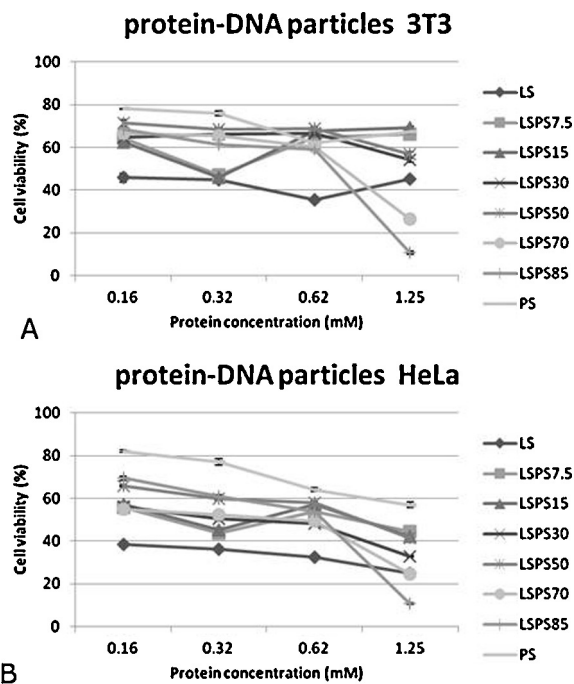 protein-DNA particles 3T3
100
80
60
40
20
0
Cell viability (%)
0.16 0.32 0.62 1.25
Protein concentration (mM)
LS
LSPS7.5
LSPS15
LSPS30
LSPS50
LSPS70
LSPS85
PS
A
protein-DNA particles HeLa
100
80
60
40
20
0
Cell viability (%)
0.16 0.32 0.62 1.25
Protein concentration (mM)
LS
LSPS7.5
LSPS15
LSPS30
LSPS50
LSPS70
LSPS85
PS
B